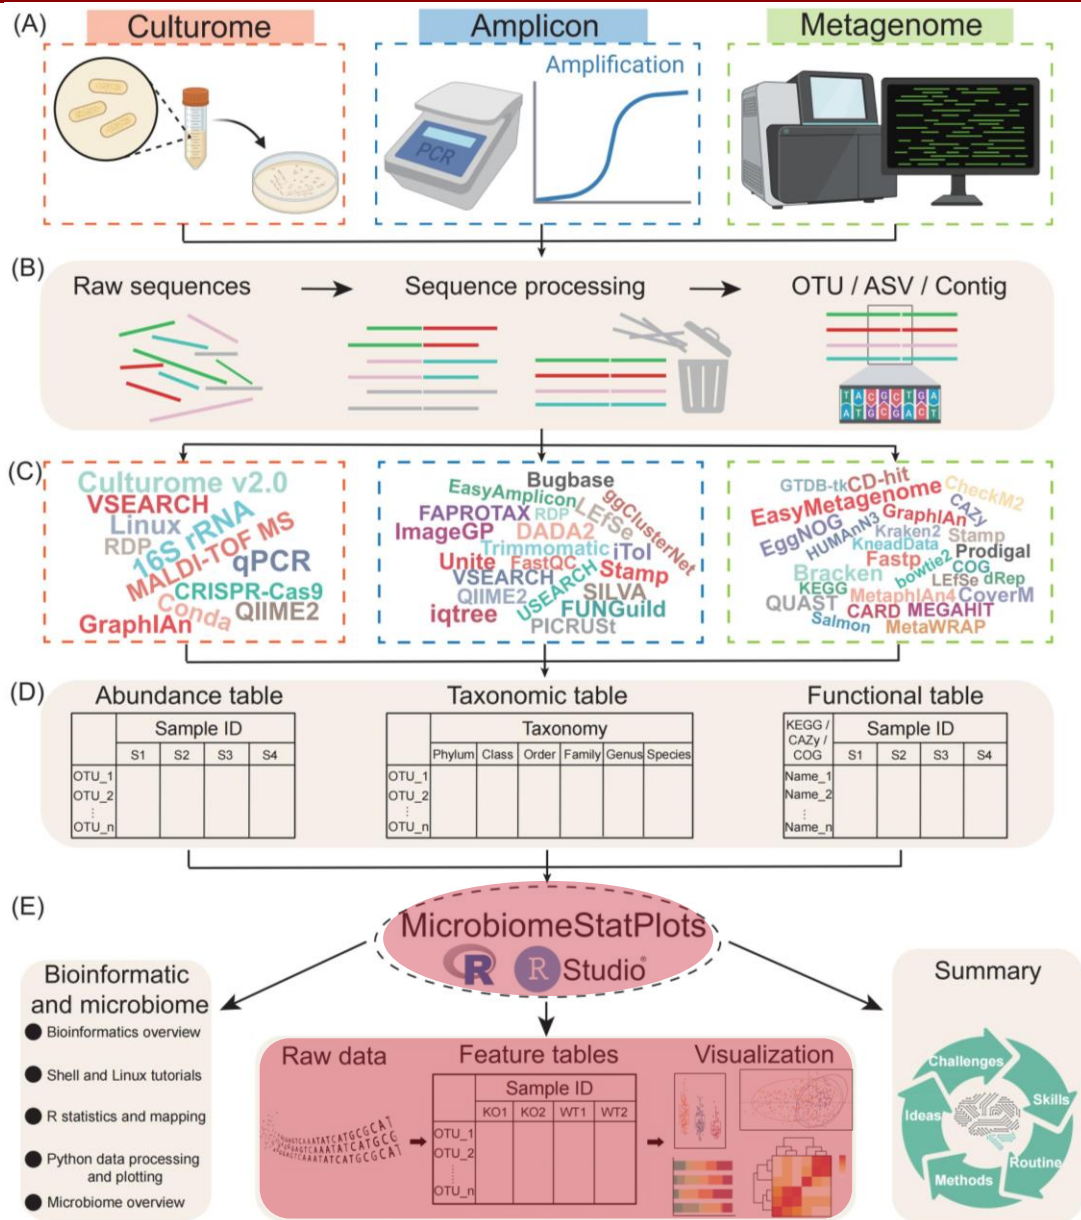 (A)
Culturome
Amplicon
Metagenome
Amplification
PCR
(B)
Raw sequences
Sequence processing
OTU / ASV / Contig
T A C G C T G A
A T G C G A C T
(C)
Culturome v2.0
VSEARCH
Linux
RDP
16S rRNA
MALDI-TOF MS
qPCR
CRISPR-Cas9
Conda
QIIME2
GraphlAn
Bugbase
EasyAmplicon
ggClusterNet
FAPROTAX
RDP
LEfSe
ImageGP
DADA2
Trimmomatic
iTol
Unite
FastQC
Stamp
VSEARCH
USEARCH
QIIME2
SILVA
iqtree
FUNGuild
PICRUSt
GTDB-tk
CD-hit
CheckM2
EasyMetagenome
GraphlAn
CAZy
EggNOG
HUMAnN3
Kraken2
Stamp
KneadData
Prodigal
Fastp
bowtie2
COG
Bracken
LEfSe
dRep
KEGG
MetaphlAn4
CoverM
QUAST
CARD
MEGAHIT
Salmon
MetaWRAP
(D)
Abundance table
Sample ID
S1 S2 S3 S4
OTU_1
OTU_2
OTU_n
Taxonomic table
Taxonomy
Phylum Class Order Family Genus Species
OTU_1
OTU_2
OTU_n
Functional table
KEGG /
CAZy /
COG
Sample ID
S1 S2 S3 S4
Name_1
Name_2
Name_n
(E)
MicrobiomeStatPlots
R
R Studio®
Bioinformatic
and microbiome
Bioinformatics overview
Shell and Linux tutorials
R statistics and mapping
Python data processing
and plotting
Microbiome overview
Raw data
Feature tables
Sample ID
KO1 KO2 WT1 WT2
OTU_1
OTU_2
OTU_n
Visualization
Summary
Challenges
Skills
Routine
Methods
Ideas